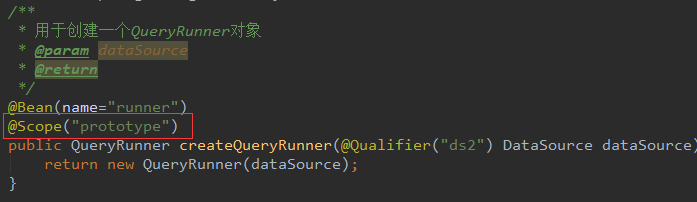 /**
* 用于创建一个QueryRunner对象
* @param dataSource
* @return
*/
@Bean(name="runner")
@Scope("prototype")
public QueryRunner createQueryRunner(@Qualifier("ds2") DataSource dataSource)
return new QueryRunner(dataSource);
}